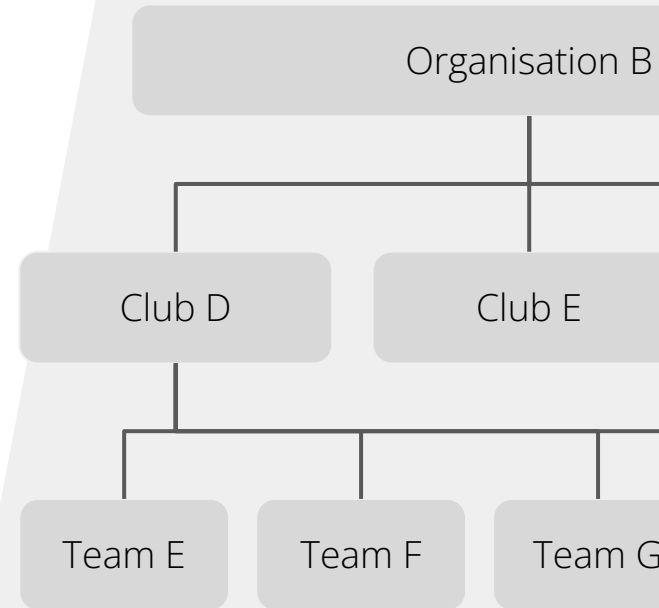 Organisation B
Club D
Club E
Team E
Team F
Team G